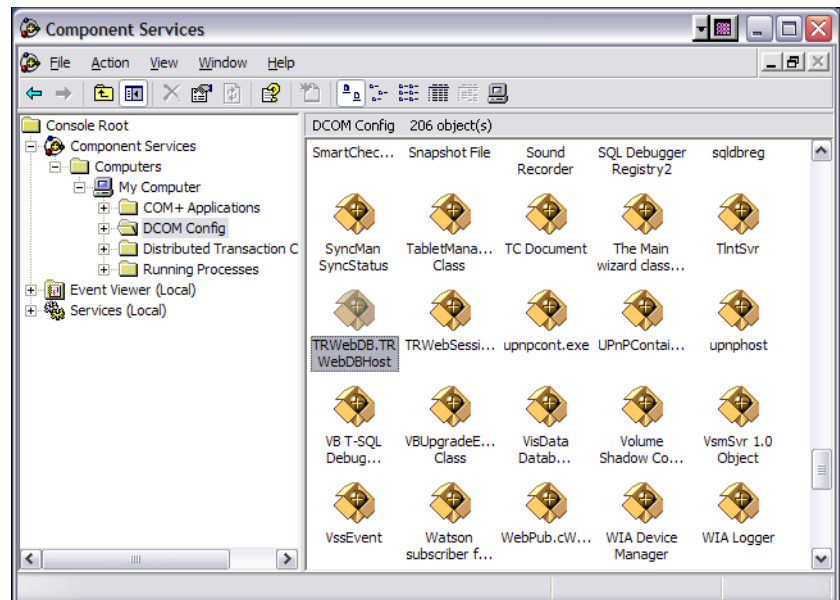 Component Services
File Action View Window Help
Console Root
Component Services
Computers
My Computer
COM+ Applications
DCOM Config
Distributed Transaction C
Running Processes
Event Viewer (Local)
Services (Local)
DCOM Config 206 object(s)
SmartChec... Snapshot File Sound SQL Debugger sqldbreg
Recorder Registry2
SyncMan TabletMana... TC Document The Main TlntSvr
SyncStatus Class wizard class...
TRWebDB.TR TRWebSessi... upnpcont.exe UPnPContai... upnphost
WebDBHost
VB T-SQL VBUpgradeE... VisData Volume VsmSvr 1.0
Debug... Class Datab... Shadow Co... Object
VssEvent Watson WebPub.cW... WIA Device WIA Logger
subscriber f... Manager